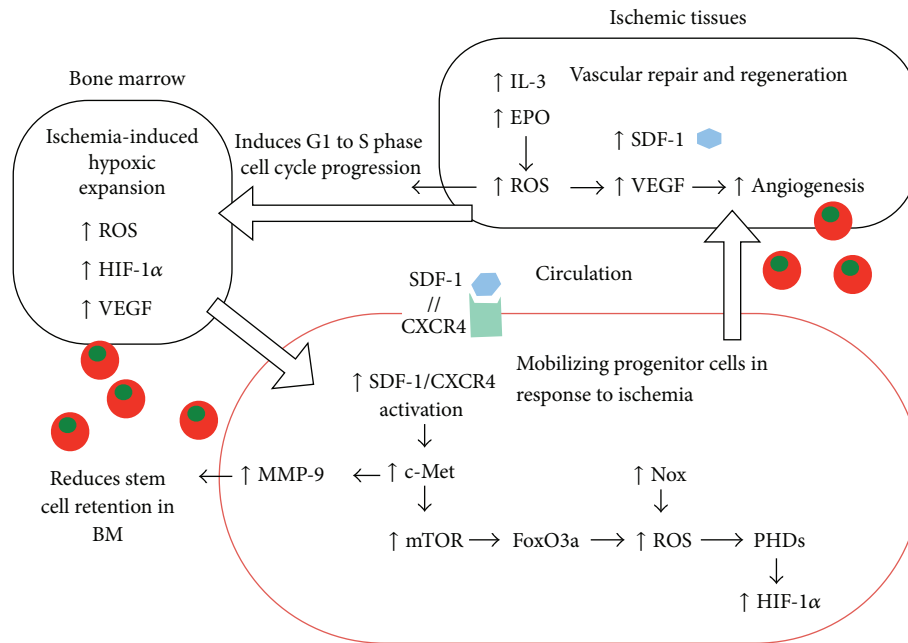 Ischemic tissues
Bone marrow
↑ IL-3
Vascular repair and regeneration
↑ EPO
↑ SDF-1
↑ ROS → ↑ VEGF → ↑ Angiogenesis
Induces G1 to S phase
cell cycle progression
Ischemia-induced
hypoxic
expansion
↑ ROS
↑ HIF-1α
↑ VEGF
Circulation
SDF-1
//
CXCR4
Mobilizing progenitor cells in
response to ischemia
↑ SDF-1/CXCR4
activation
↑ c-Met
↑ MMP-9
Reduces stem
cell retention in
BM
↑ Nox
↑ mTOR → FoxO3a → ↑ ROS → PHDs
↑ HIF-1α